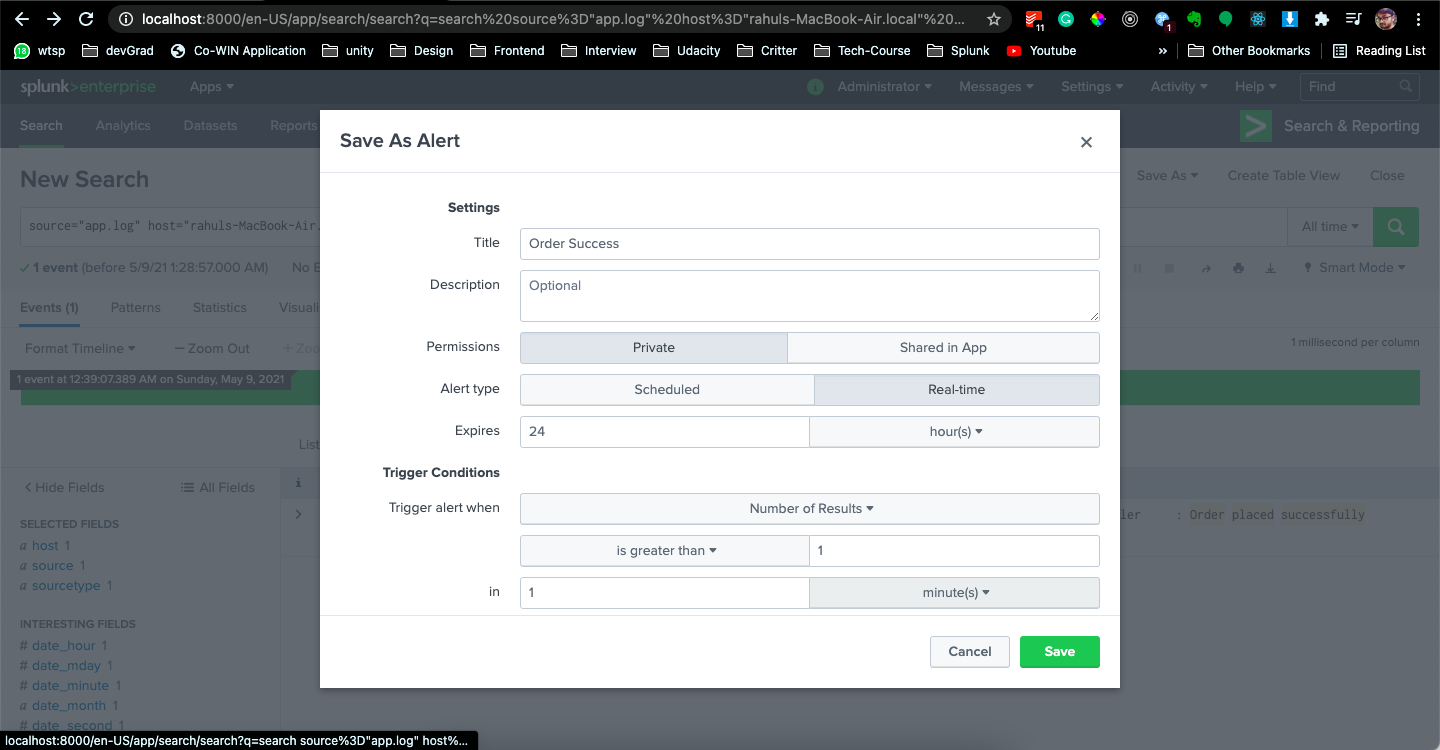 localhost:8000/en-US/app/search/search?q=search%20source%3D"app.log"%20host%3D"rahuls-MacBook-Air.local"%20...
11
1
18 wtsp devGrad Co-WIN Application unity Design Frontend Interview Udacity Critter Tech-Course Splunk Youtube » Other Bookmarks Reading List
splunk>enterprise Apps i Administrator Messages Settings Activity Help Find
Search Analytics Datasets Reports > Search & Reporting
Save As Alert
New Search Save As Create Table View Close
Settings
source="app.log" host="rahuls-MacBook-Air. All time
Title Order Success
1 event (before 5/9/21 1:28:57.000 AM) No E Smart Mode
Description Optional
Events (1) Patterns Statistics Visuali
Permissions Private Shared in App
Format Timeline — Zoom Out + Zoo 1 millisecond per column
1 event at 12:39:07.389 AM on Sunday, May 9, 2021
Alert type Scheduled Real-time
Expires 24 hour(s)
List
Trigger Conditions
Hide Fields All Fields i
Trigger alert when Number of Results
ler : Order placed successfully
SELECTED FIELDS
a host 1
is greater than 1
a source 1
a sourcetype 1
in 1 minute(s)
INTERESTING FIELDS
# date_hour 1
Cancel Save
# date_mday 1
# date_minute 1
# date_month 1
# date_second 1
localhost:8000/en-US/app/search/search?q=search source%3D"app.log" host%...